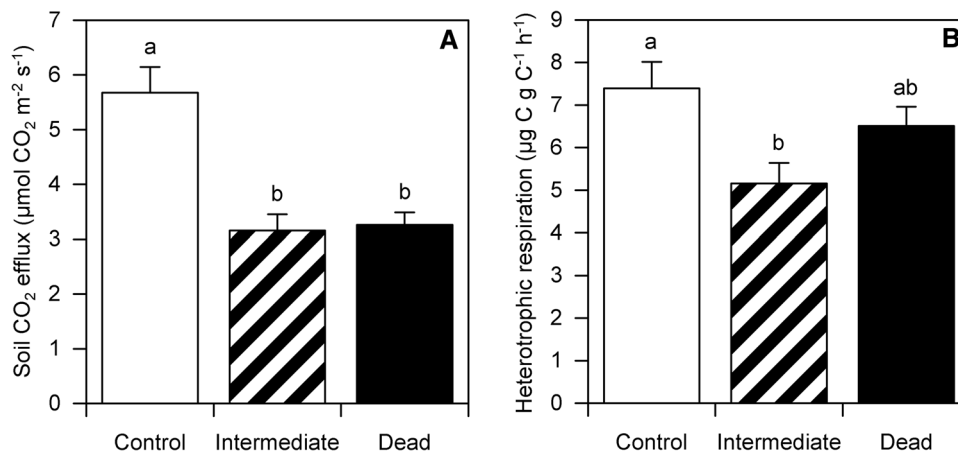 A
Soil CO₂ efflux (µmol CO₂ m⁻² s⁻¹)
7
6
5
4
3
2
1
0
a
b
b
Control Intermediate Dead
B
Heterotrophic respiration (µg C g C⁻¹ h⁻¹)
9
8
7
6
5
4
3
2
1
0
a
b
ab
Control Intermediate Dead